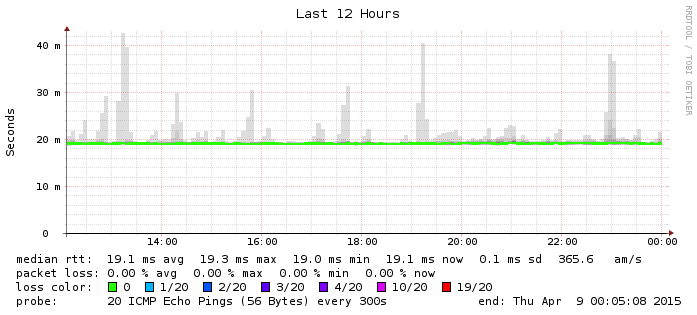 Last 12 Hours
RRDTOOL / TOBI OETIKER
Seconds
40 m
30 m
20 m
10 m
0
14:00 16:00 18:00 20:00 22:00 00:00
median rtt: 19.1 ms avg 19.3 ms max 19.0 ms min 19.1 ms now 0.1 ms sd 365.6 am/s
packet loss: 0.00 % avg 0.00 % max 0.00 % min 0.00 % now
loss color: 0 1/20 2/20 3/20 4/20 10/20 19/20
probe: 20 ICMP Echo Pings (56 Bytes) every 300s end: Thu Apr 9 00:05:08 2015